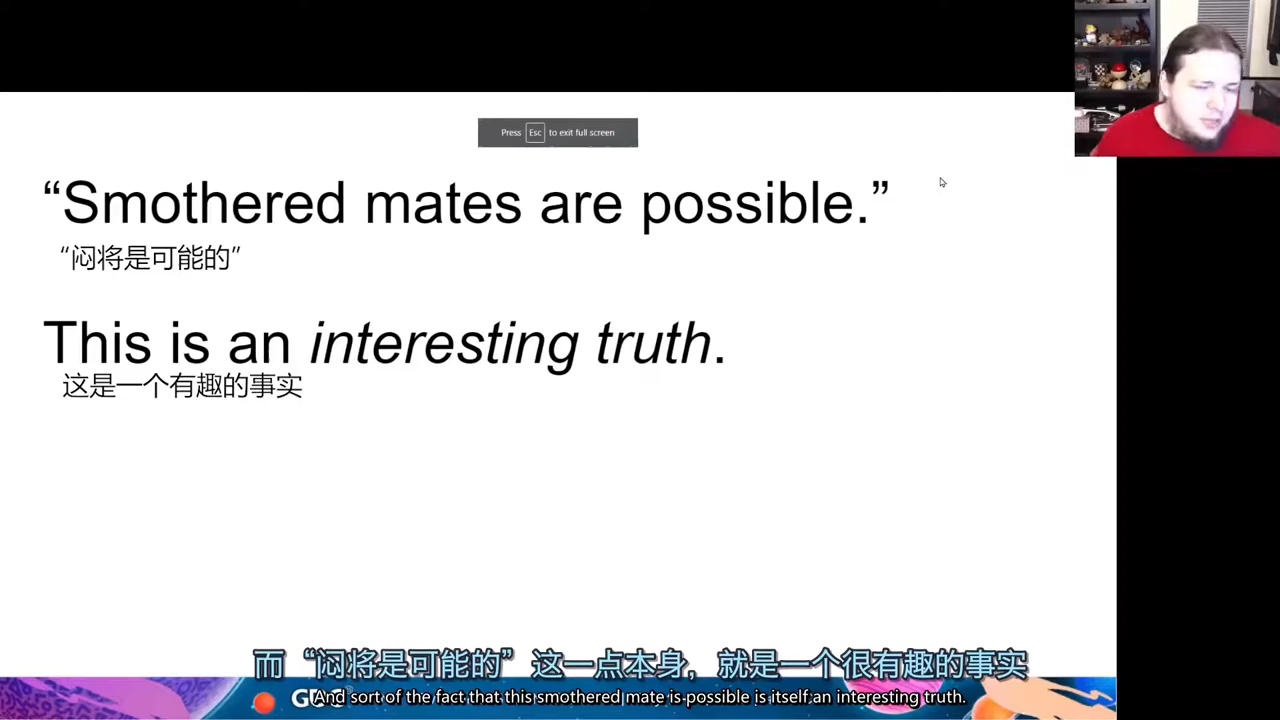 Press Esc to exit full screen
“Smothered mates are possible.”
“闷将是可能的”
This is an interesting truth.
这是一个有趣的事实
而“闷将是可能的”这一点本身，就是一个很有趣的事实
And sort of the fact that this smothered mate is possible is itself an interesting truth.